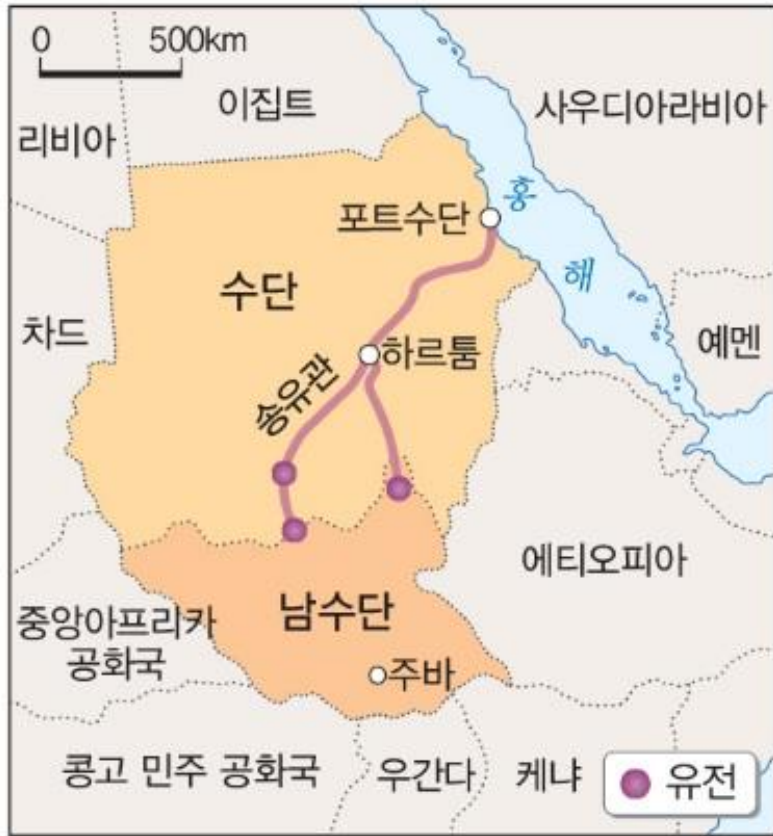 0 500km
이집트
사우디아라비아
리비아
홍
포트수단
해
수단
차드
예멘
하르툼
송유관
에티오피아
남수단
중앙아프리카
공화국
주바
콩고 민주 공화국
우간다
케냐
유전